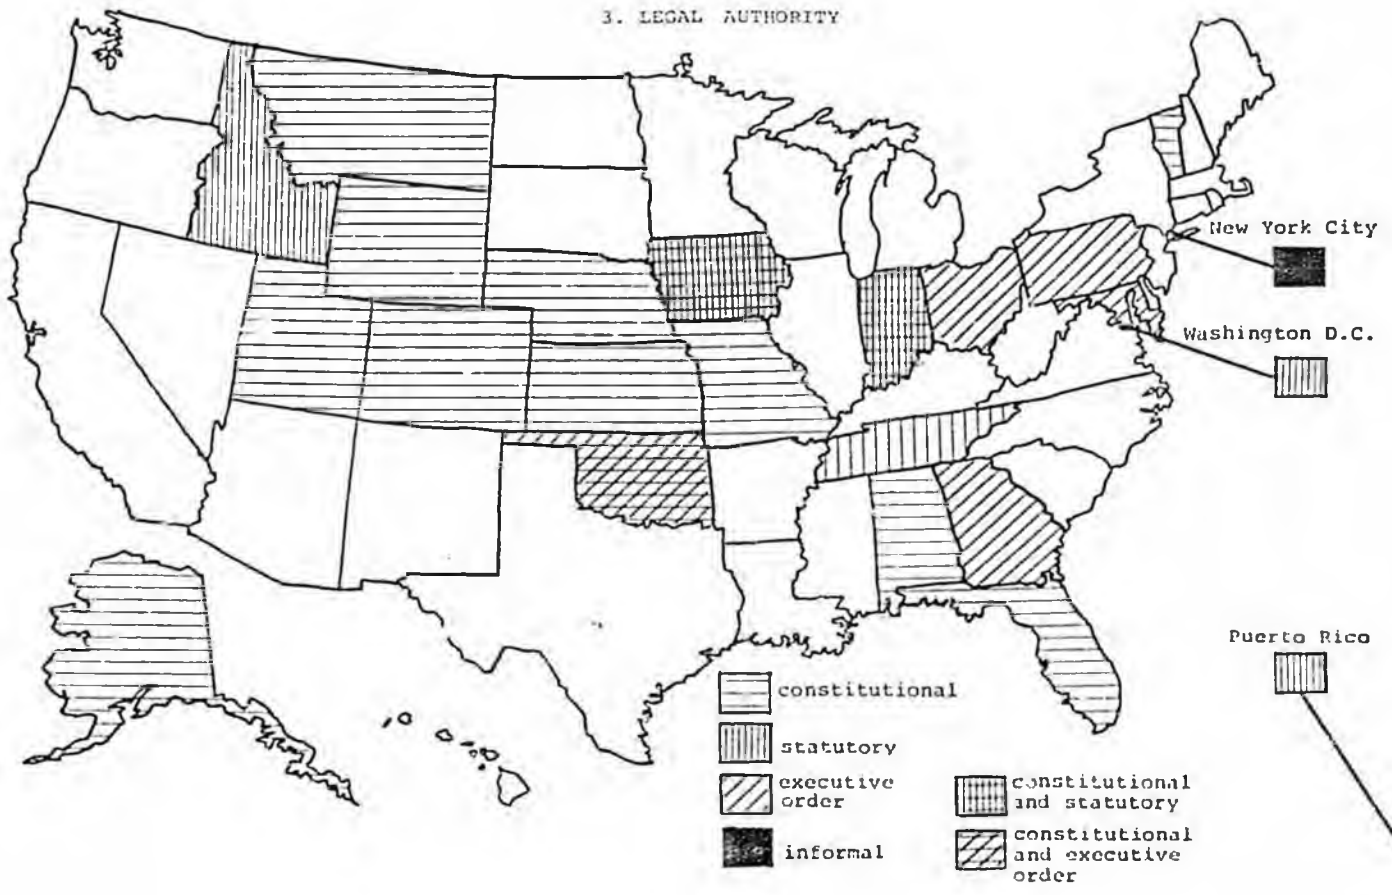 3. LEGAL AUTHORITY
New York City
Washington D.C.
Puerto Rico
constitutional
statutory
executive
order
informal
constitutional
and statutory
constitutional
and executive
order